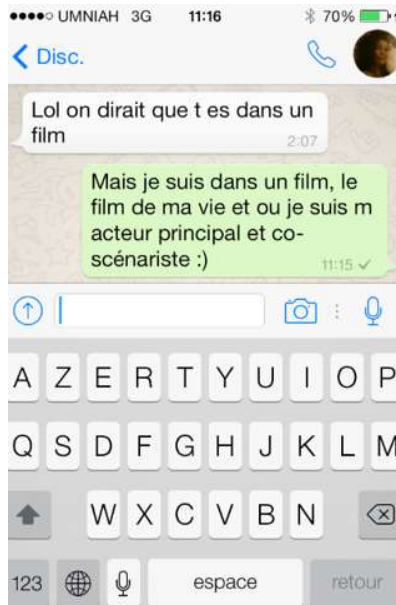 UMNIAH 3G 11:16 70%
Disc.
Lol on dirait que t es dans un
film
2:07
Mais je suis dans un film, le
film de ma vie et ou je suis m
acteur principal et co-
scénariste :)
11:15
A Z E R T Y U I O P
Q S D F G H J K L M
W X C V B N
123 espace retour